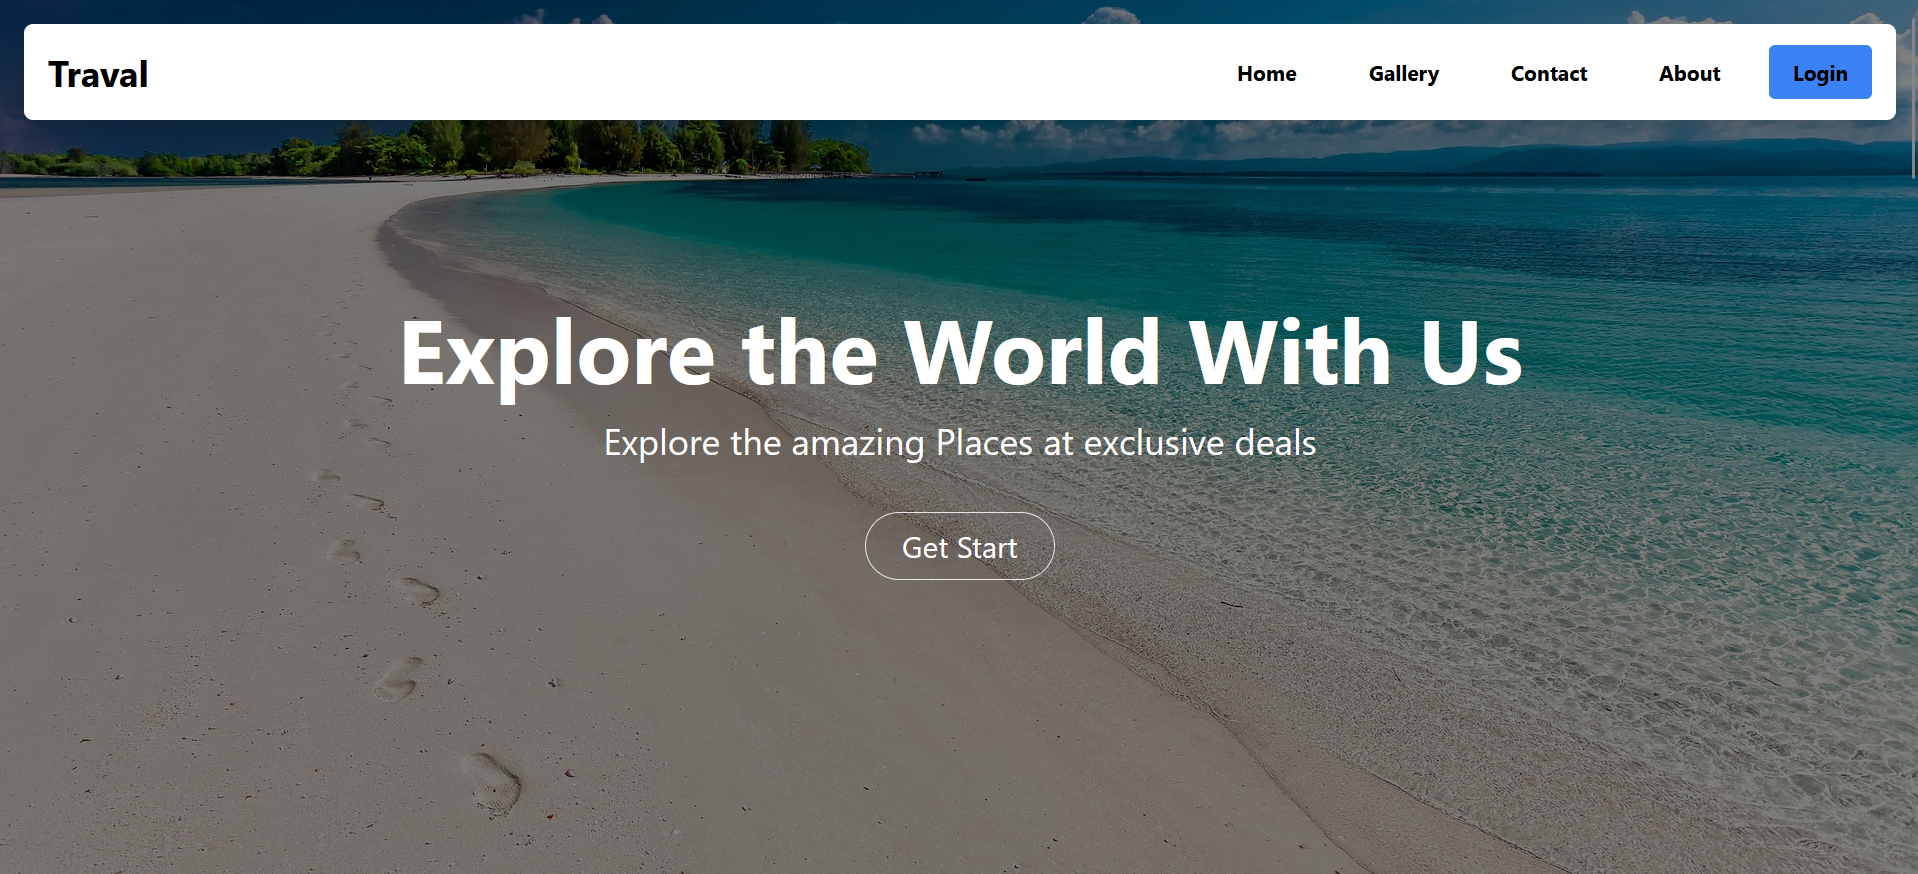 Traval
Home Gallery Contact About Login
Explore the World With Us
Explore the amazing Places at exclusive deals
Get Start